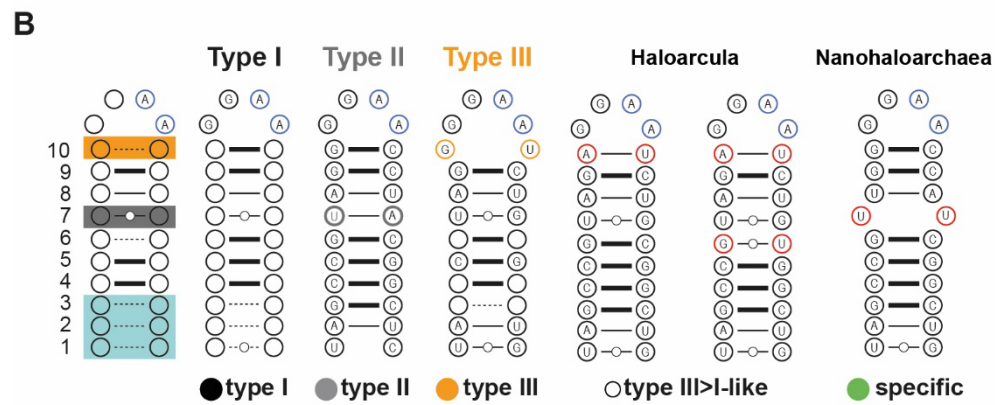 B
Type I Type II Type III Haloarcula Nanohaloarchaea
A G A G A G A G A G A G A
A G A G A G A G A G A G A
10 G C G U A U A U G C
9 G C G C G C G C G C
8 A U A U A U A U U A
7 U A U G U G U G U U
6 G C G C G U G C
5 C G C G C G C G
4 G C C G C G C G
3 G C G C G C G C
2 A U A U A U A U A U
1 U C U G U G U G U G
type I type II type III type III>I-like specific